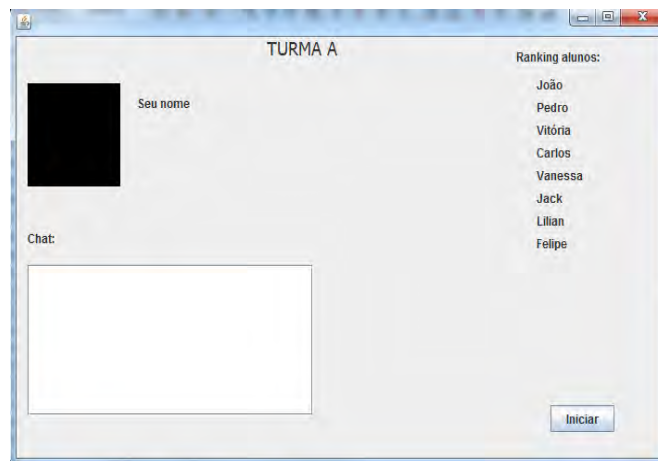 TURMA A
Ranking alunos:
Seu nome
João
Pedro
Vitória
Carlos
Vanessa
Jack
Lilian
Felipe
Chat:
Iniciar